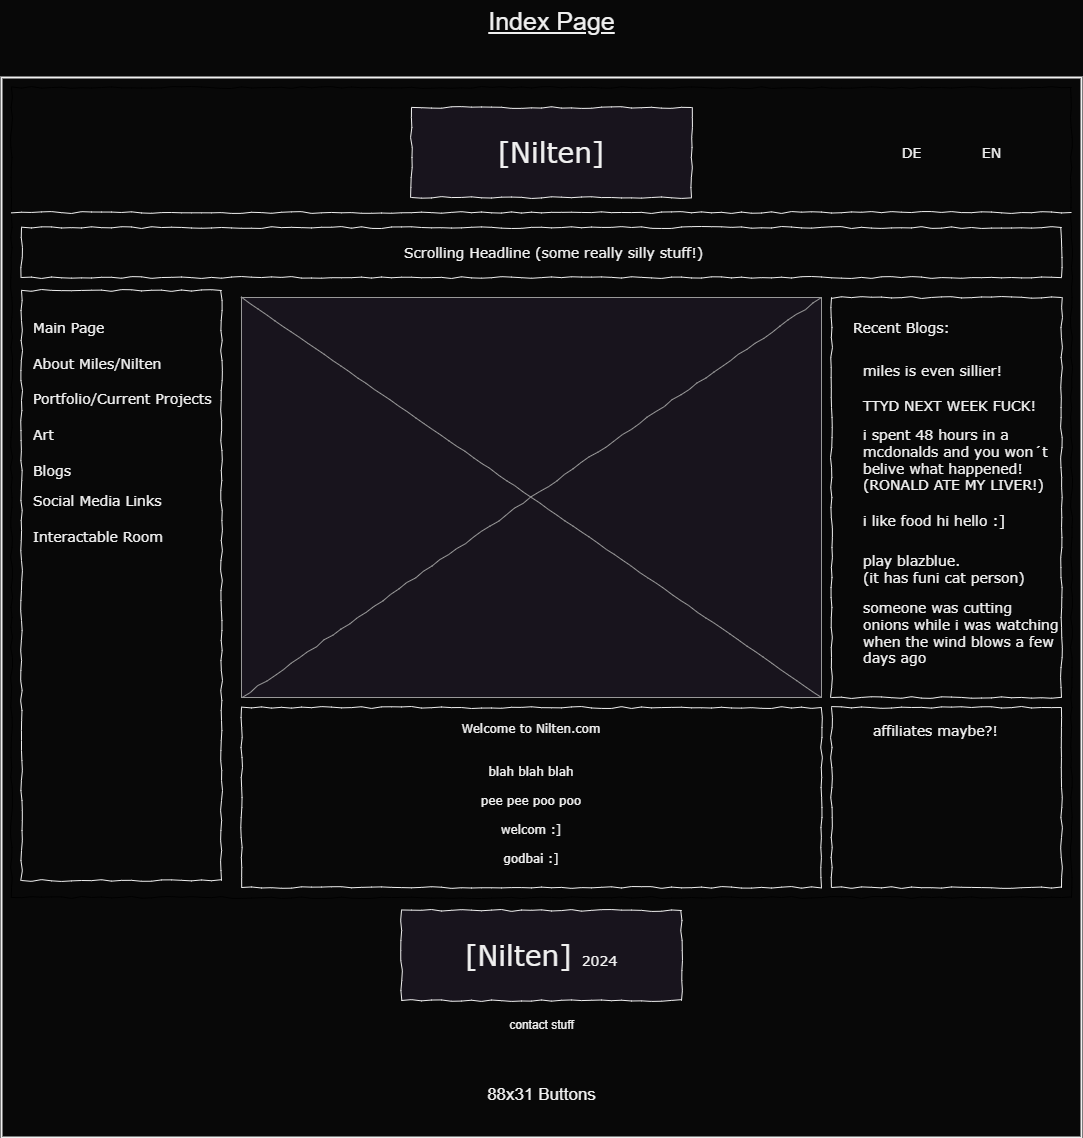 Index Page
[Nilten]
DE
EN
Scrolling Headline (some really silly stuff!)
Main Page
About Miles/Nilten
Portfolio/Current Projects
Art
Blogs
Social Media Links
Interactable Room
Recent Blogs:
miles is even sillier!
TTYD NEXT WEEK FUCK!
i spent 48 hours in a
mcdonalds and you won´t
belive what happened!
(RONALD ATE MY LIVER!)
i like food hi hello :]
play blazblue.
(it has funi cat person)
someone was cutting
onions while i was watching
when the wind blows a few
days ago
Welcome to Nilten.com
blah blah blah
pee pee poo poo
welcom :]
godbai :]
affiliates maybe?!
[Nilten] 2024
contact stuff
88x31 Buttons